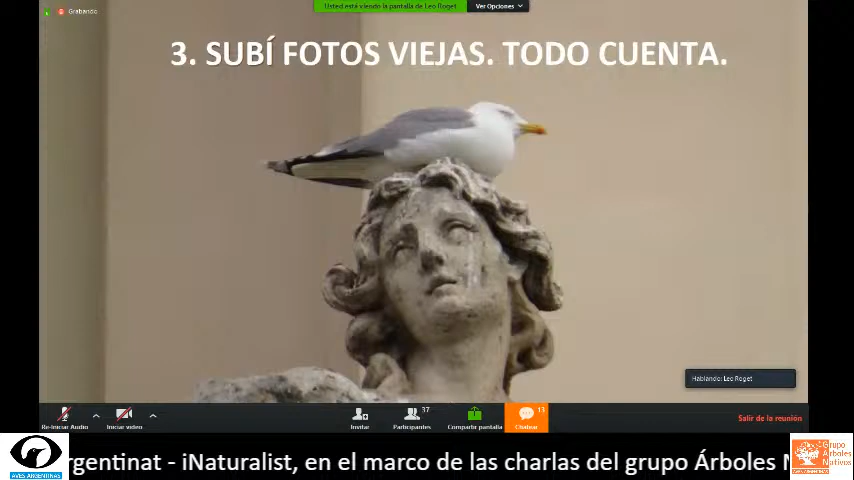 Grabando
Usted está viendo la pantalla de Leo Roget
Ver Opciones
3. SUBÍ FOTOS VIEJAS. TODO CUENTA.
Hablando: Leo Roget
Re-Iniciar Audio
Iniciar video
Invitar
37
Participantes
Compartir pantalla
13
Chatear
Salir de la reunión
AVES ARGENTINAS
rgentinat - iNaturalist, en el marco de las charlas del grupo Árboles N
Grupo
Árboles
Nativos